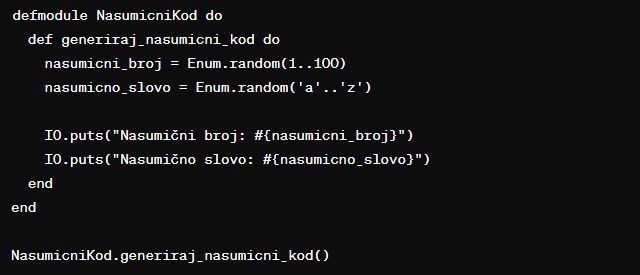 defmodule NasumicniKod do
  def generiraj_nasumicni_kod do
    nasumicni_broj = Enum.random(1..100)
    nasumicno_slovo = Enum.random('a'..'z')

    IO.puts("Nasumični broj: #{nasumicni_broj}")
    IO.puts("Nasumično slovo: #{nasumicno_slovo}")
  end
end

NasumicniKod.generiraj_nasumicni_kod()